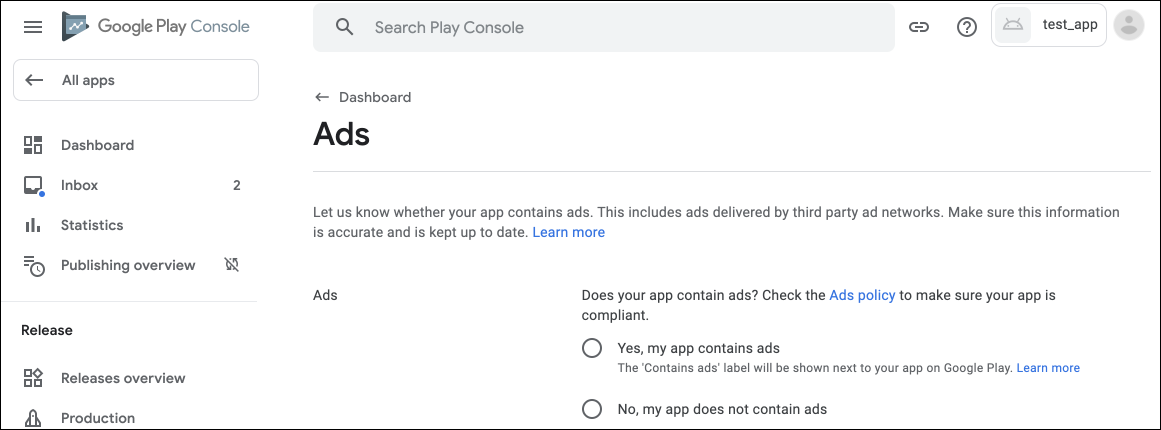 Google Play Console
Search Play Console
test_app
All apps
Dashboard
Inbox 2
Statistics
Publishing overview
Release
Releases overview
Production
Dashboard
Ads
Let us know whether your app contains ads. This includes ads delivered by third party ad networks. Make sure this information
is accurate and is kept up to date. Learn more
Ads
Does your app contain ads? Check the Ads policy to make sure your app is
compliant.
Yes, my app contains ads
The 'Contains ads' label will be shown next to your app on Google Play. Learn more
No, my app does not contain ads